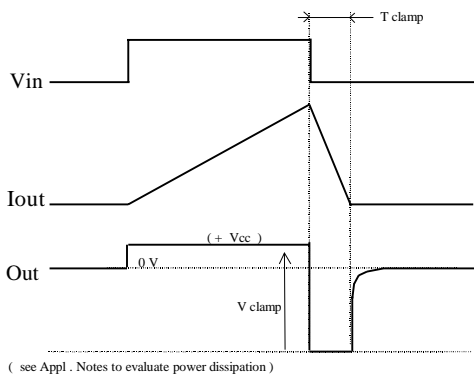 T clamp
Vin
Iout
( + Vcc )
Out
0 V
V clamp
( see Appl . Notes to evaluate power dissipation )